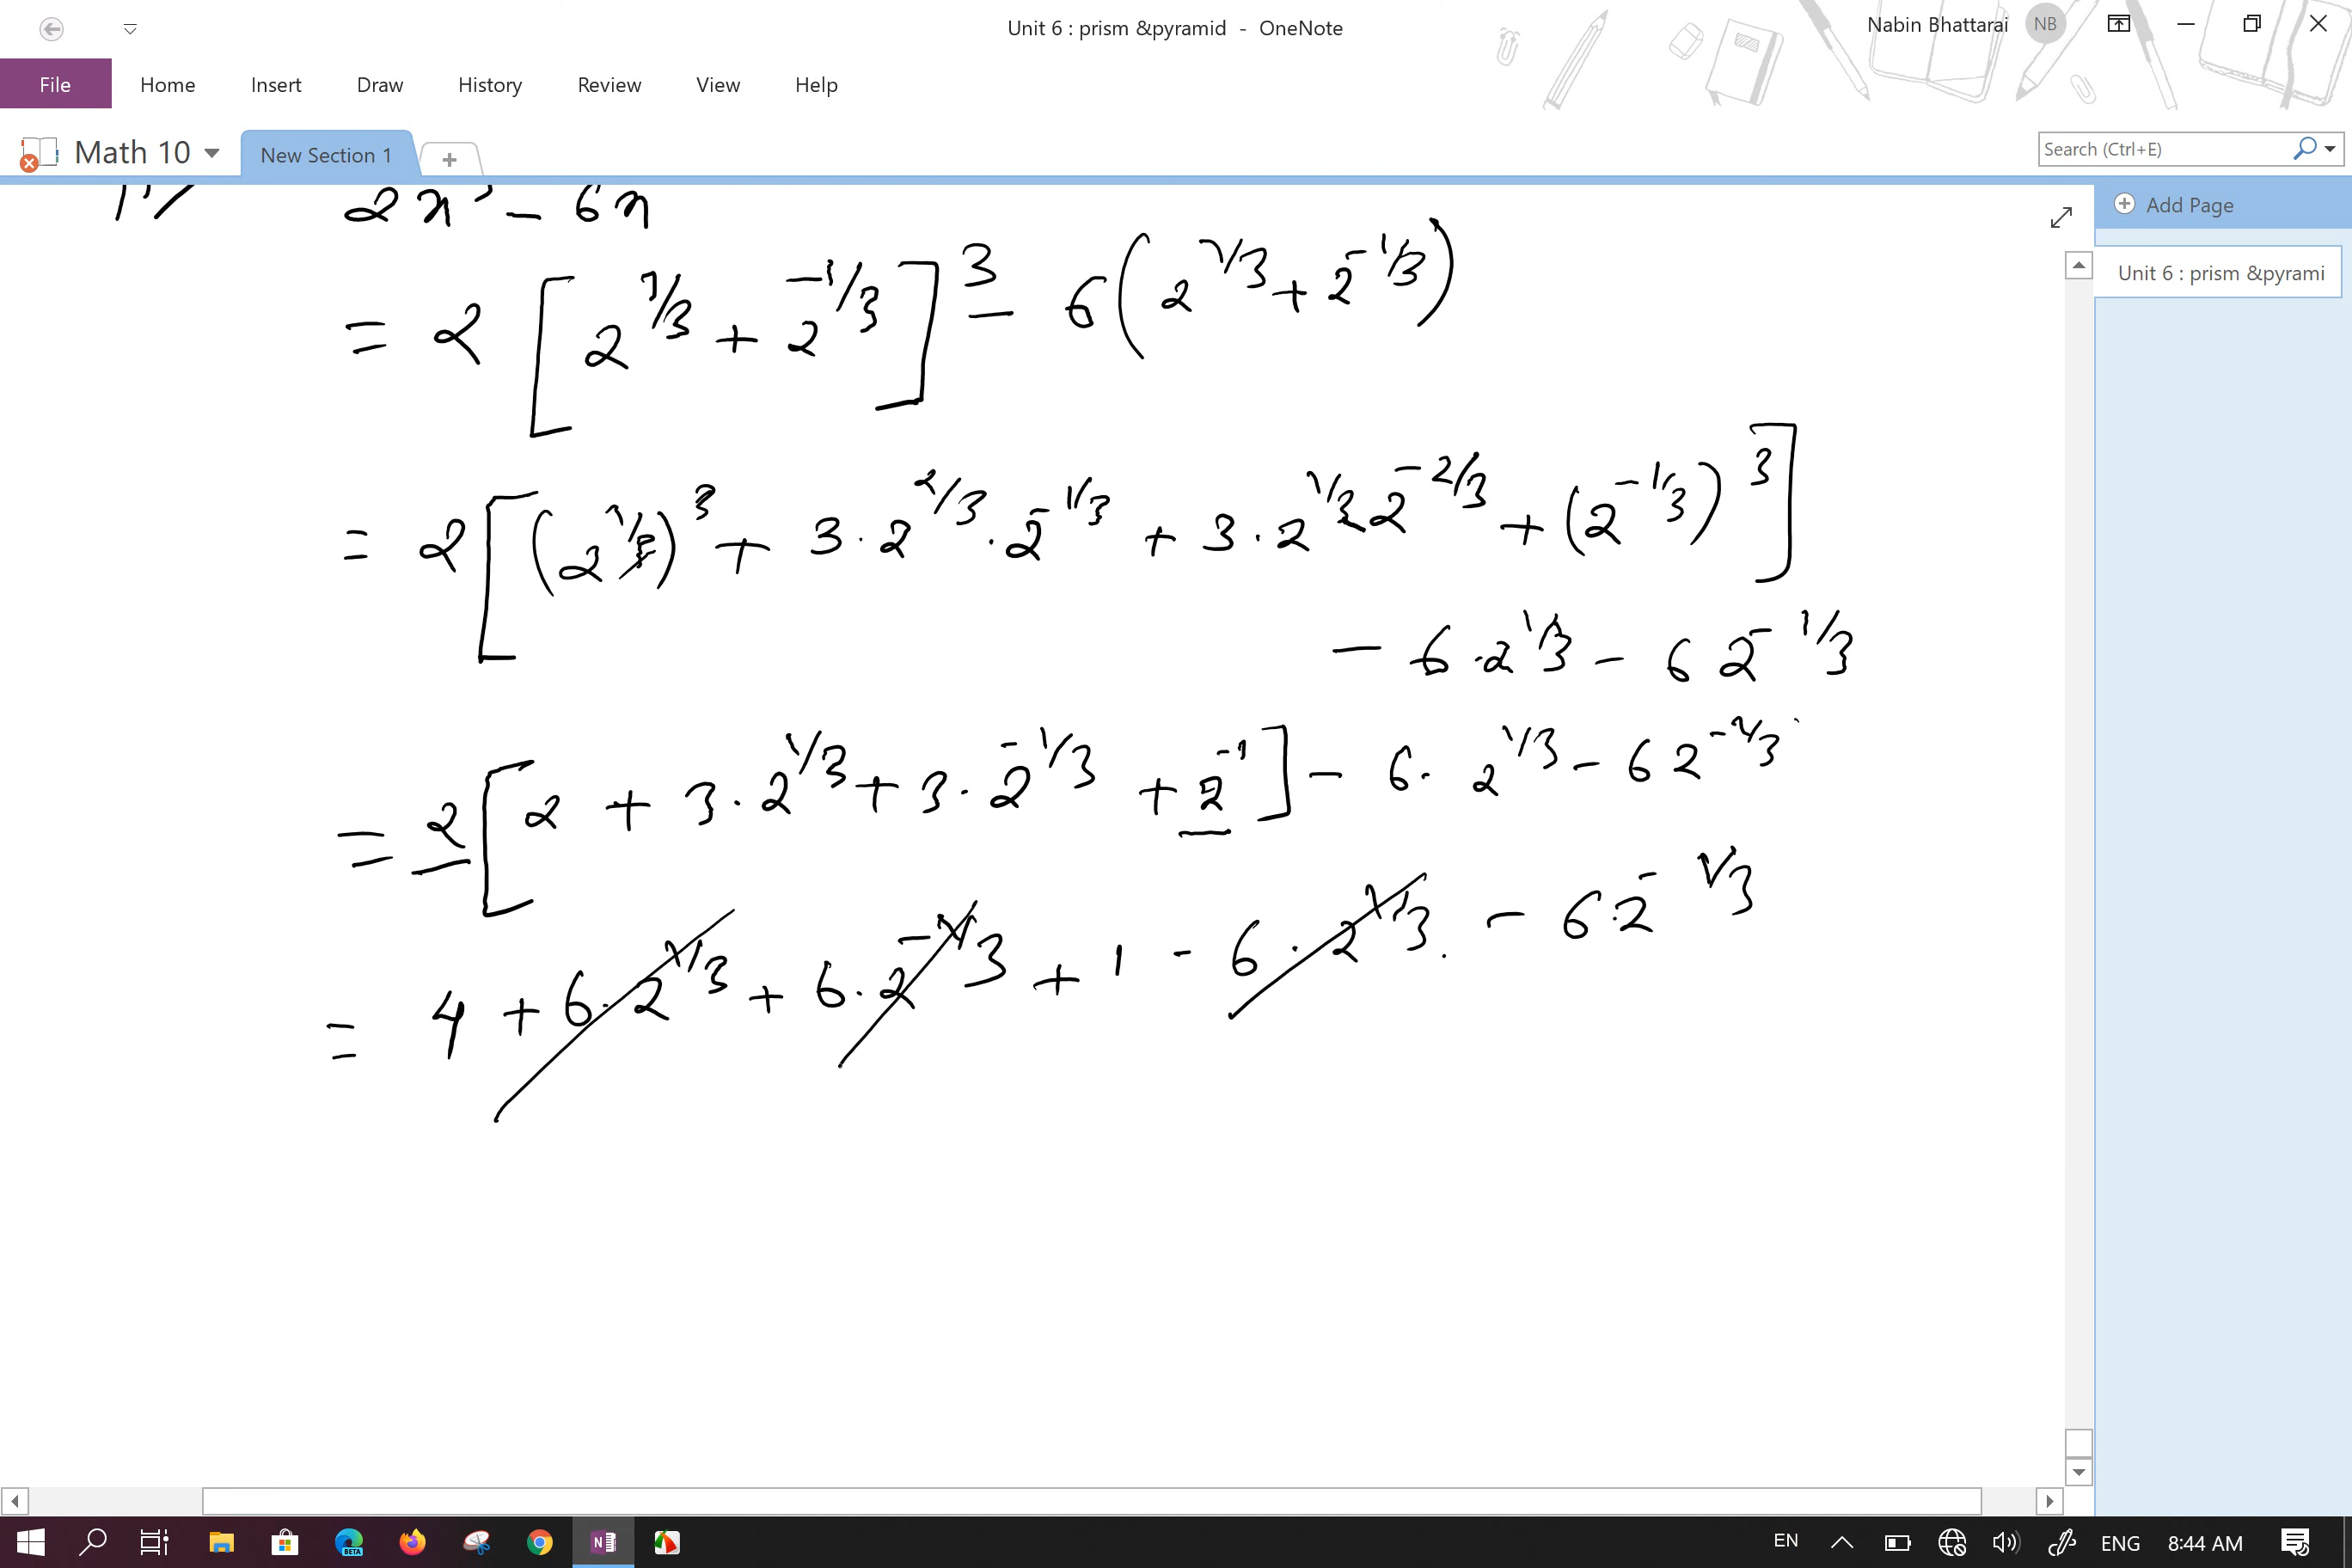 Unit 6 : prism &pyramid - OneNote
Nabin Bhattarai NB
File Home Insert Draw History Review View Help
Math 10 New Section 1 +
Search (Ctrl+E)
Add Page
Unit 6 : prism &pyrami
2x³ - 6x
= 2 [2^1/3 + 2^-1/3]^3 - 6(2^1/3 + 2^-1/3)
= 2[(2^1/3)^3 + 3·2^2/3·2^-1/3 + 3·2^1/3 2^-2/3 + (2^-1/3)^3]
- 6·2^1/3 - 6 2^-1/3
= 2[2 + 3·2^1/3 + 3·2^-1/3 + 2^-1] - 6·2^1/3 - 6 2^-1/3
= 4 + 6·2^1/3 + 6·2^-1/3 + 1 - 6·2^1/3 - 6·2^-1/3
BETA
EN ENG 8:44 AM